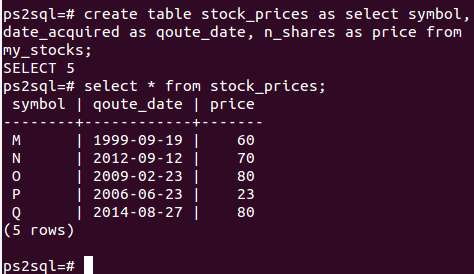 ps2sql=# create table stock_prices as select symbol,
date_acquired as qoute_date, n_shares as price from
my_stocks;
SELECT 5
ps2sql=# select * from stock_prices;
 symbol | qoute_date | price
--------+------------+-------
 M      | 1999-09-19 |    60
 N      | 2012-09-12 |    70
 O      | 2009-02-23 |    80
 P      | 2006-06-23 |    23
 Q      | 2014-08-27 |    80
(5 rows)
ps2sql=#